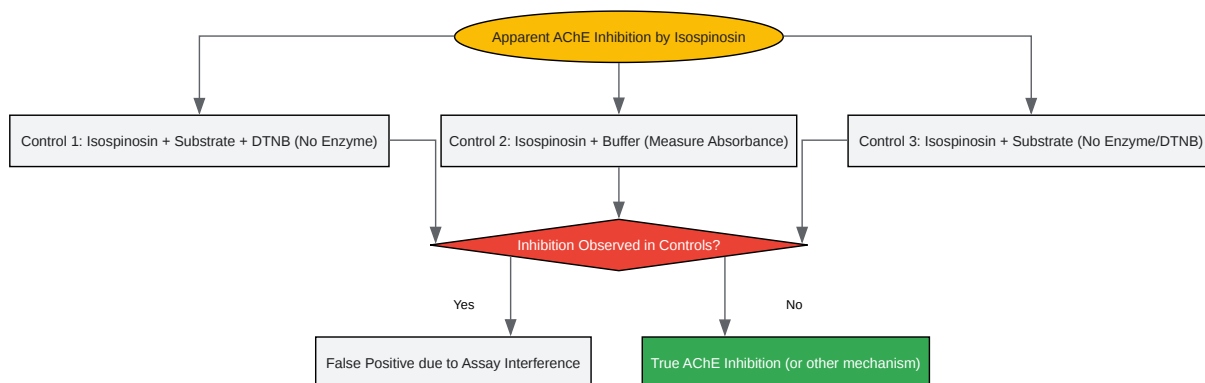 Apparent AChE Inhibition by Isospinosin
Control 1: Isospinosin + Substrate + DTNB (No Enzyme)
Control 2: Isospinosin + Buffer (Measure Absorbance)
Control 3: Isospinosin + Substrate (No Enzyme/DTNB)
Inhibition Observed in Controls?
Yes
No
False Positive due to Assay Interference
True AChE Inhibition (or other mechanism)